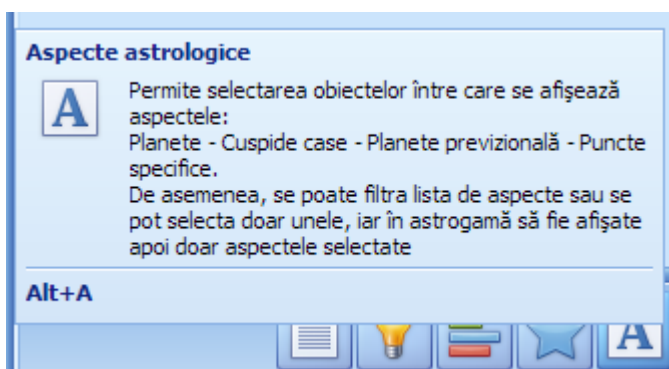 Aspecte astrologice
A
Permite selectarea obiectelor între care se afişează
aspectele:
Planete - Cuspide case - Planete previzională - Puncte
specifice.
De asemenea, se poate filtra lista de aspecte sau se
pot selecta doar unele, iar în astrogamă să fie afişate
apoi doar aspectele selectate
Alt+A
A